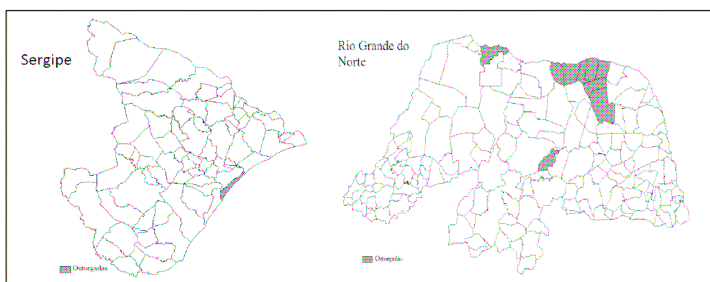 Sergipe
Rio Grande do
Norte
Outorgadas
Outorgadas